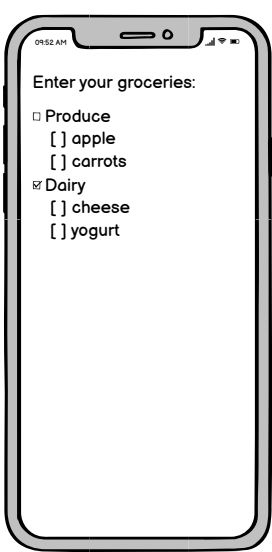 09:52 AM
Enter your groceries:
☐ Produce
[ ] apple
[ ] carrots
☑ Dairy
[ ] cheese
[ ] yogurt